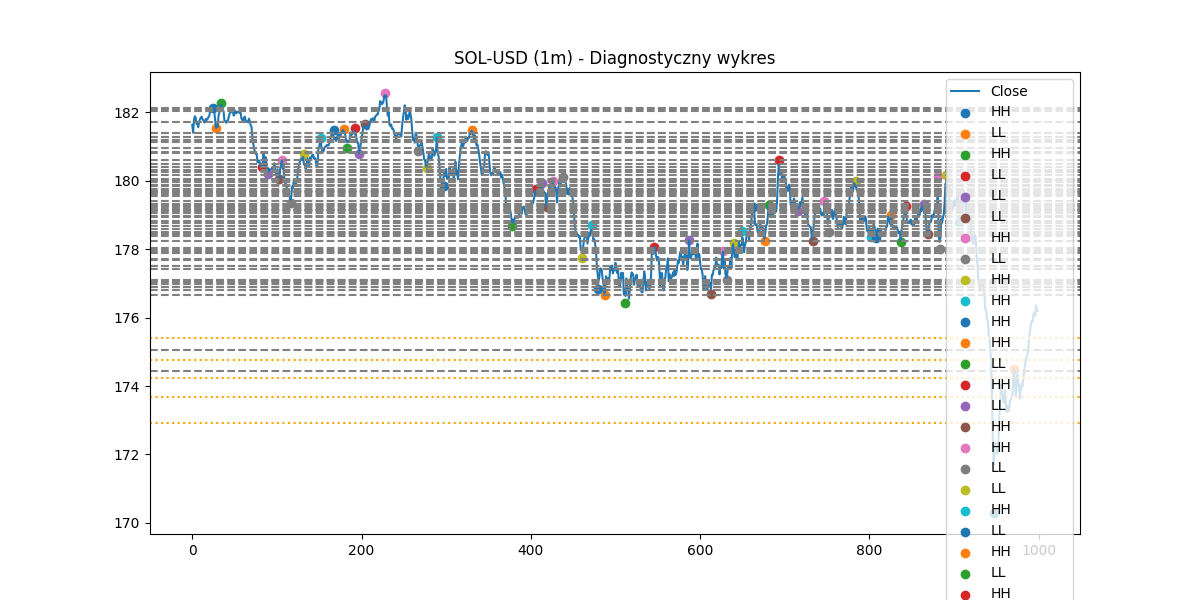 SOL-USD (1m) - Diagnostyczny wykres
182
180
178
176
174
172
170
0
200
400
600
800
1000
Close
HH
LL
HH
LL
LL
LL
HH
LL
HH
HH
HH
HH
LL
HH
LL
HH
HH
LL
LL
HH
LL
HH
LL
HH